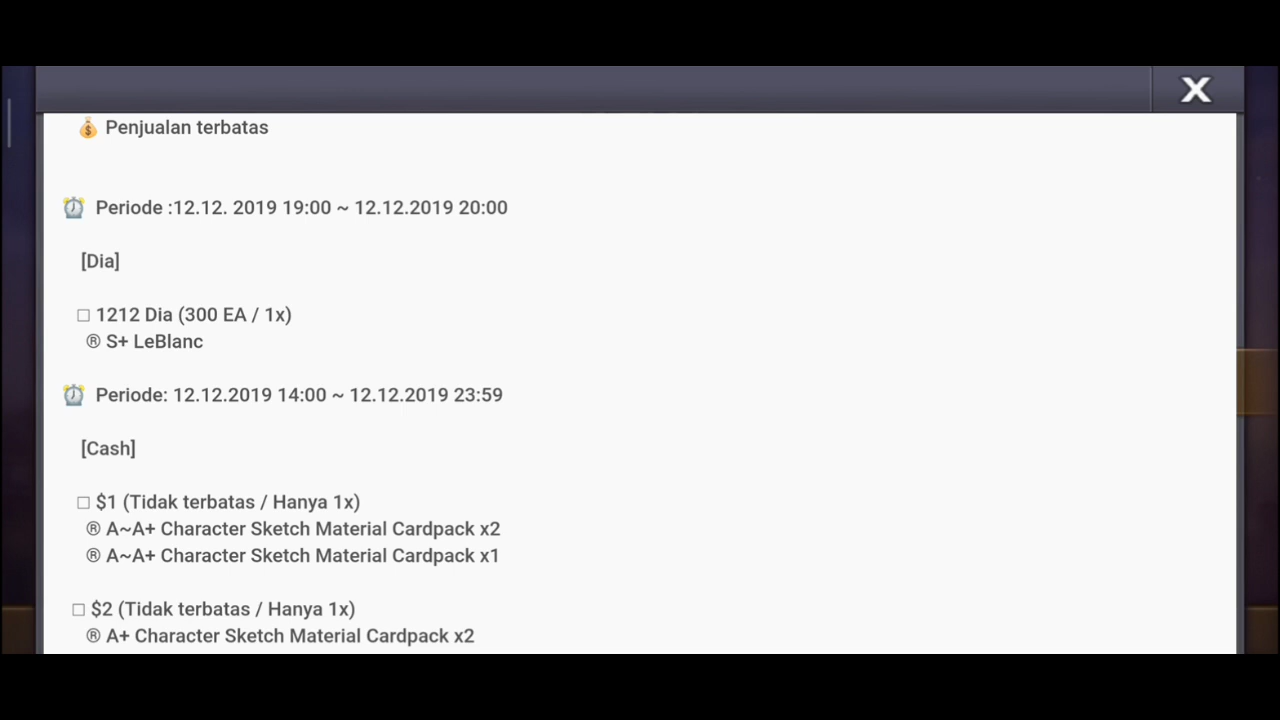 💰 Penjualan terbatas
⏰ Periode :12.12. 2019 19:00 ~ 12.12.2019 20:00
[Dia]
□ 1212 Dia (300 EA / 1x)
® S+ LeBlanc
⏰ Periode: 12.12.2019 14:00 ~ 12.12.2019 23:59
[Cash]
□ $1 (Tidak terbatas / Hanya 1x)
® A~A+ Character Sketch Material Cardpack x2
® A~A+ Character Sketch Material Cardpack x1
□ $2 (Tidak terbatas / Hanya 1x)
® A+ Character Sketch Material Cardpack x2